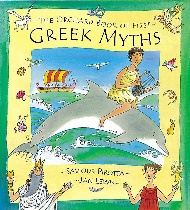 THE ORCHARD BOOK OF FIRST
GREEK MYTHS
SAVIOUR PIROTTA
JAN LEWIS